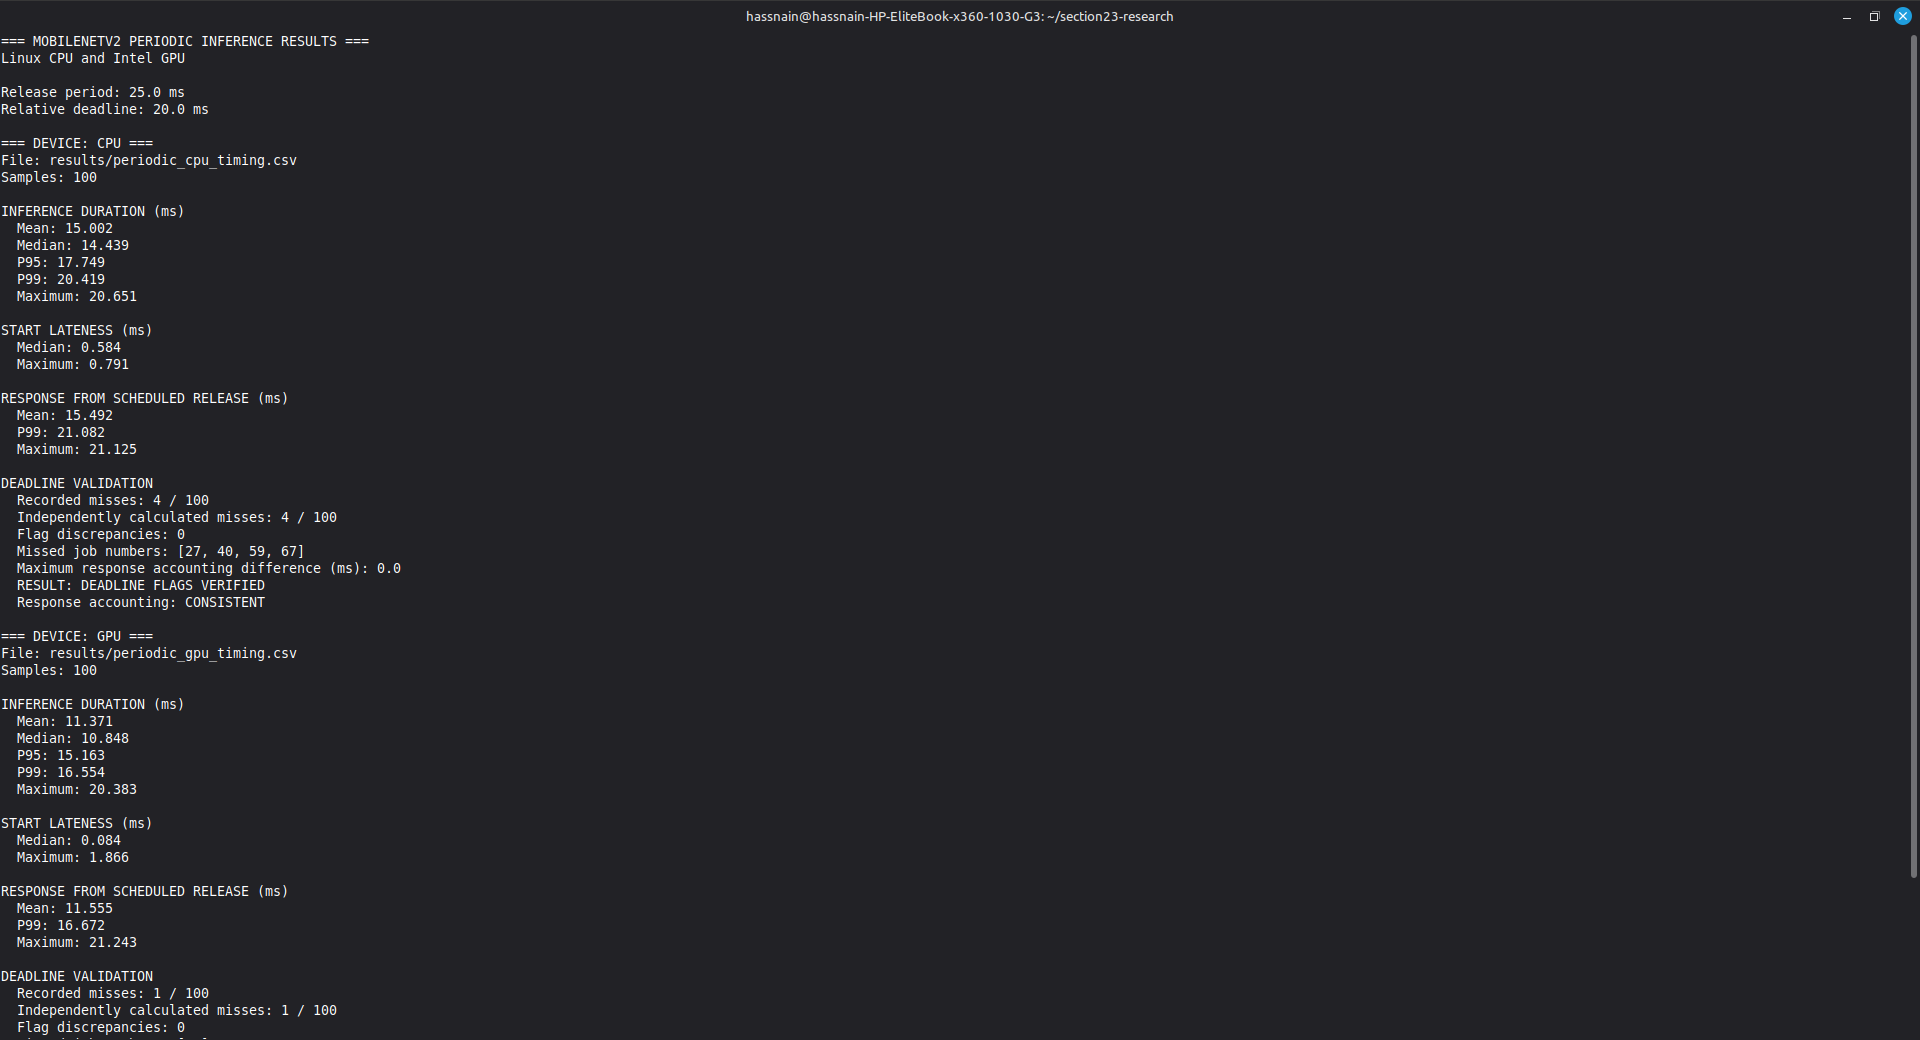 hassnain@hassnain-HP-EliteBook-x360-1030-G3: ~/section23-research
=== MOBILENETV2 PERIODIC INFERENCE RESULTS ===
Linux CPU and Intel GPU
Release period: 25.0 ms
Relative deadline: 20.0 ms
=== DEVICE: CPU ===
File: results/periodic_cpu_timing.csv
Samples: 100
INFERENCE DURATION (ms)
Mean: 15.002
Median: 14.439
P95: 17.749
P99: 20.419
Maximum: 20.651
START LATENESS (ms)
Median: 0.584
Maximum: 0.791
RESPONSE FROM SCHEDULED RELEASE (ms)
Mean: 15.492
P99: 21.082
Maximum: 21.125
DEADLINE VALIDATION
Recorded misses: 4 / 100
Independently calculated misses: 4 / 100
Flag discrepancies: 0
Missed job numbers: [27, 40, 59, 67]
Maximum response accounting difference (ms): 0.0
RESULT: DEADLINE FLAGS VERIFIED
Response accounting: CONSISTENT
=== DEVICE: GPU ===
File: results/periodic_gpu_timing.csv
Samples: 100
INFERENCE DURATION (ms)
Mean: 11.371
Median: 10.848
P95: 15.163
P99: 16.554
Maximum: 20.383
START LATENESS (ms)
Median: 0.084
Maximum: 1.866
RESPONSE FROM SCHEDULED RELEASE (ms)
Mean: 11.555
P99: 16.672
Maximum: 21.243
DEADLINE VALIDATION
Recorded misses: 1 / 100
Independently calculated misses: 1 / 100
Flag discrepancies: 0